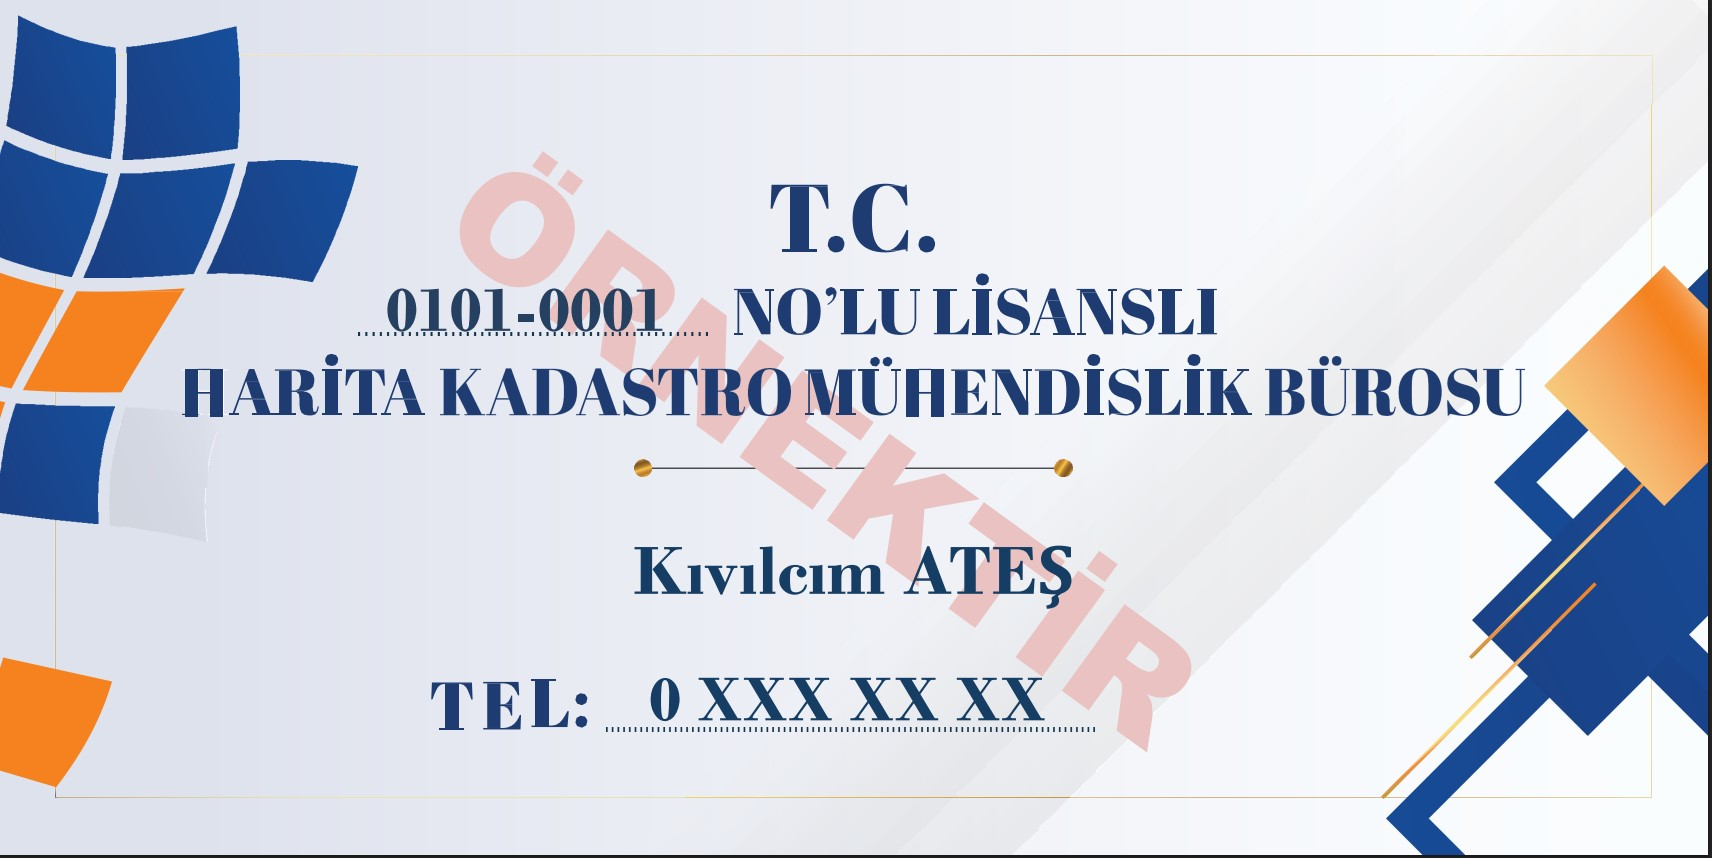 T.C.
0101-0001 NO’LU LİSANSLI
HARİTA KADASTRO MÜHENDİSLİK BÜROSU
Kıvılcım ATEŞ
TEL: 0 XXX XX XX
ÖRNEKTİR